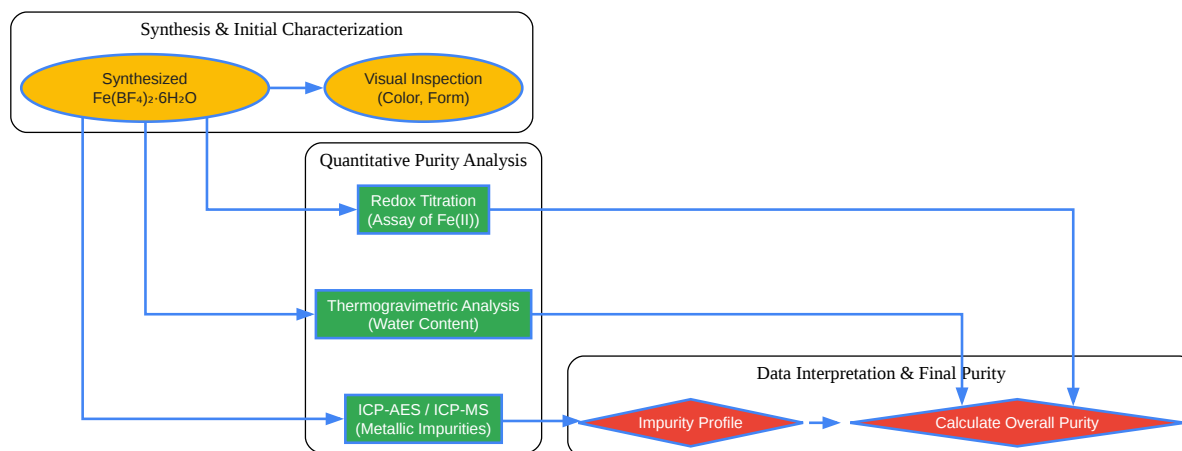 Synthesis & Initial Characterization
Synthesized
Fe(BF₄)₂·6H₂O
Visual Inspection
(Color, Form)
Quantitative Purity Analysis
Redox Titration
(Assay of Fe(II))
Thermogravimetric Analysis
(Water Content)
Data Interpretation & Final Purity
ICP-AES / ICP-MS
(Metallic Impurities)
Impurity Profile
Calculate Overall Purity